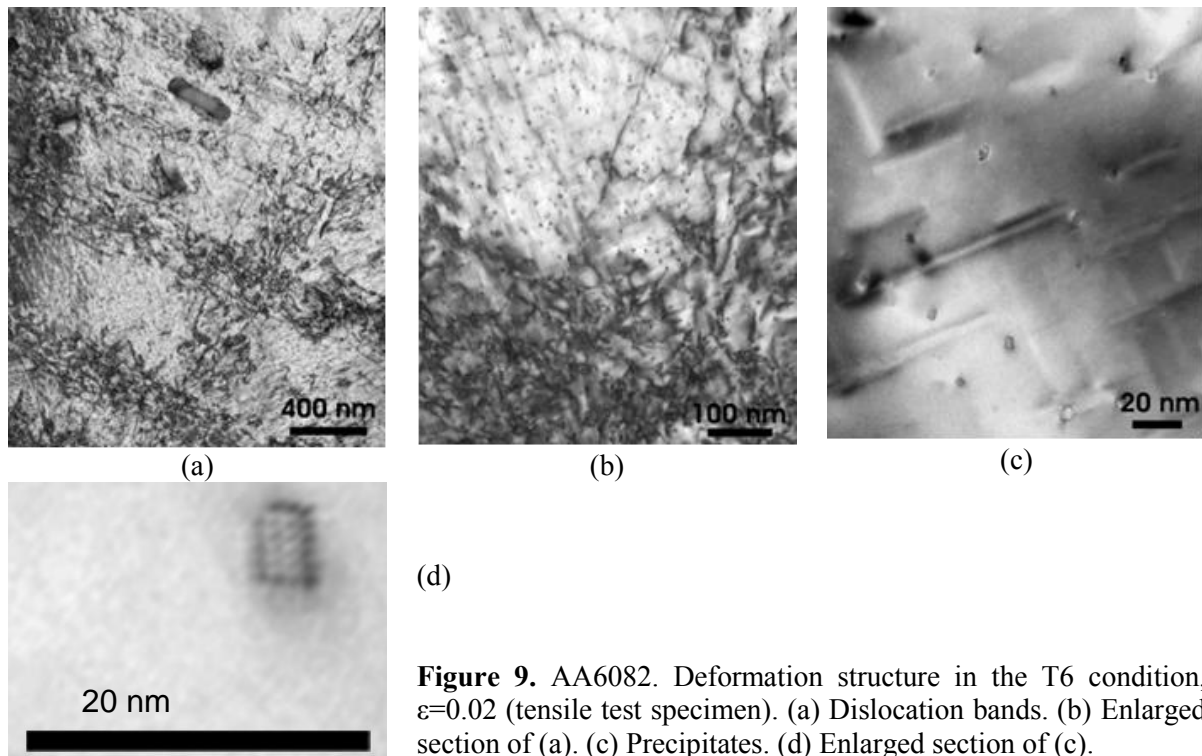 400 nm
100 nm
20 nm
(a)
(b)
(c)
20 nm
(d)
Figure 9. AA6082. Deformation structure in the T6 condition,
ε=0.02 (tensile test specimen). (a) Dislocation bands. (b) Enlarged
section of (a). (c) Precipitates. (d) Enlarged section of (c).